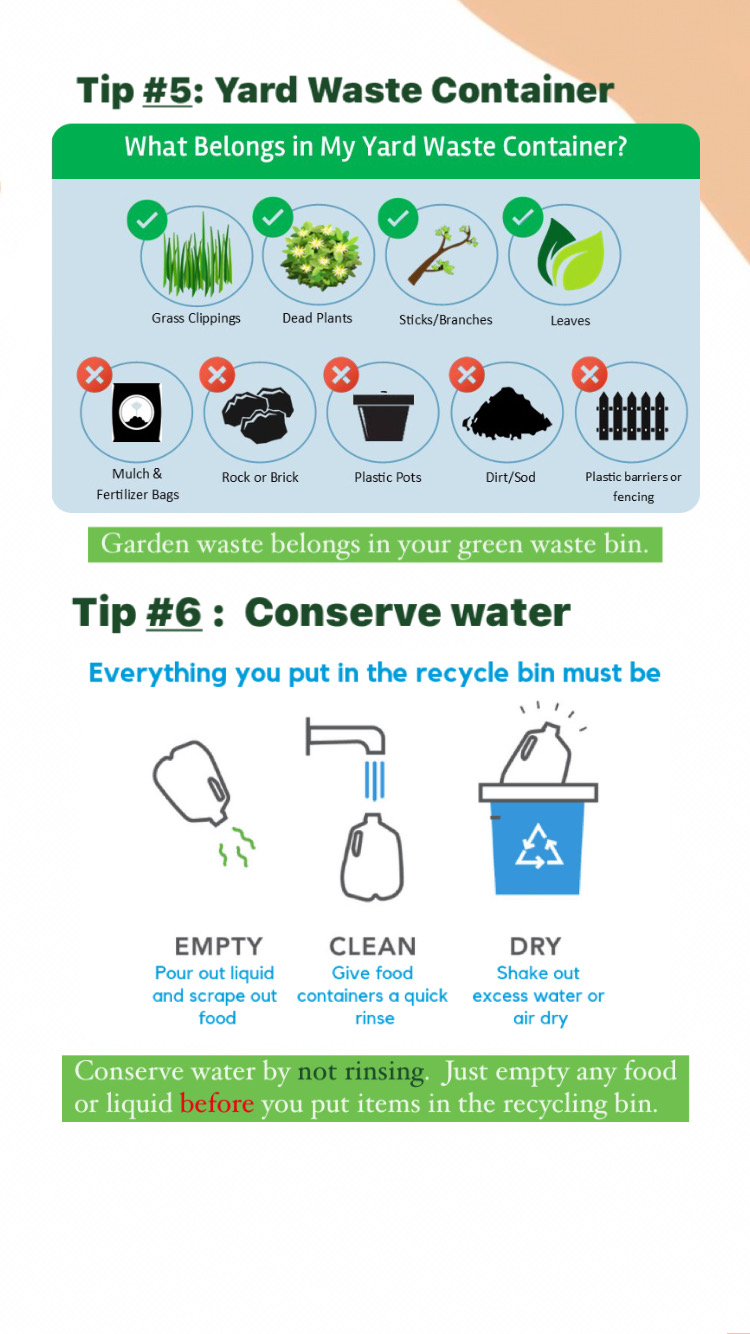 Tip #5: Yard Waste Container
What Belongs in My Yard Waste Container?
Grass Clippings
Dead Plants
Sticks/Branches
Leaves
Mulch &
Fertilizer Bags
Rock or Brick
Plastic Pots
Dirt/Sod
Plastic barriers or
fencing
Garden waste belongs in your green waste bin.
Tip #6 : Conserve water
Everything you put in the recycle bin must be
EMPTY
Pour out liquid
and scrape out
food
CLEAN
Give food
containers a quick
rinse
DRY
Shake out
excess water or
air dry
Conserve water by not rinsing. Just empty any food
or liquid before you put items in the recycling bin.